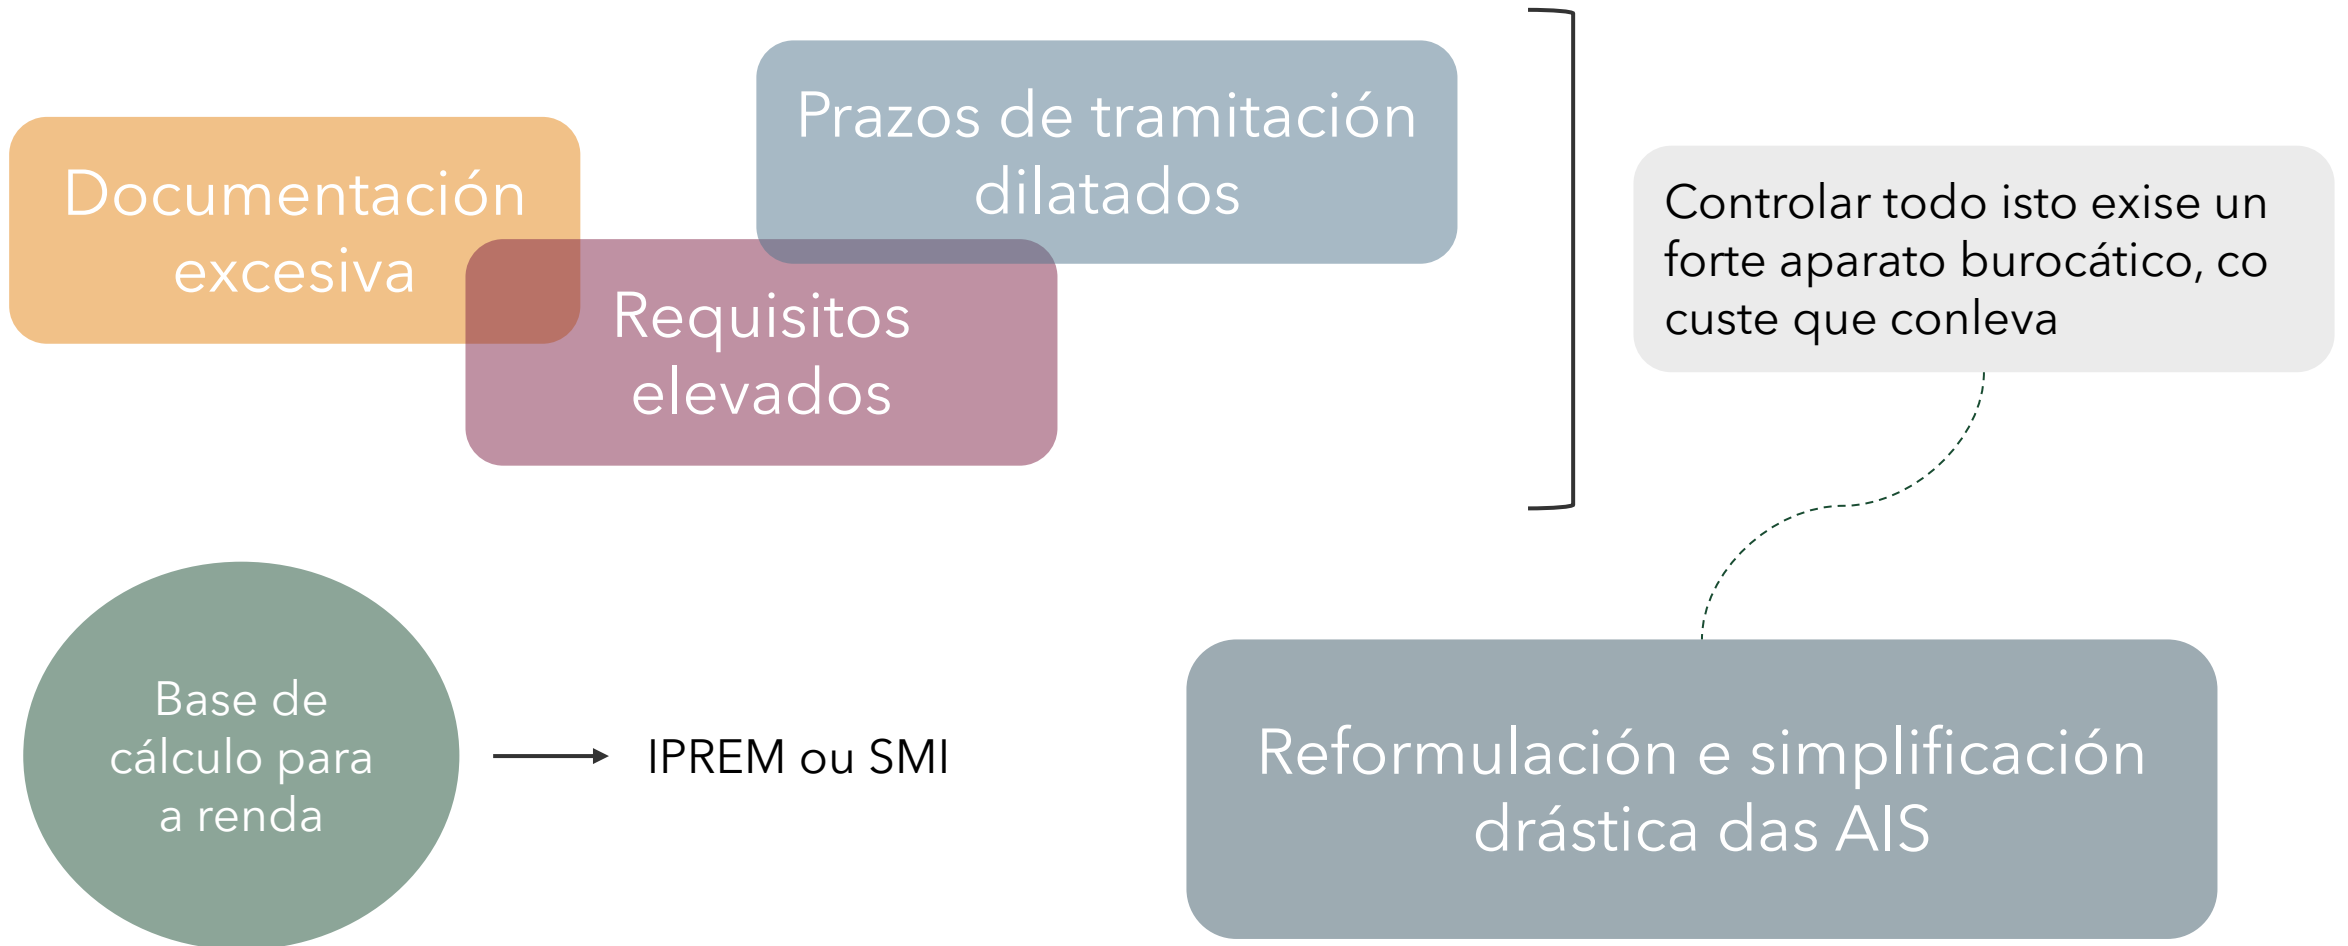 Documentación
excesiva
Prazos de tramitación
dilatados
Requisitos
elevados
Controlar todo isto exise un
forte aparato burocático, co
custe que conleva
Base de
cálculo para
a renda
IPREM ou SMI
Reformulación e simplificación
drástica das AIS